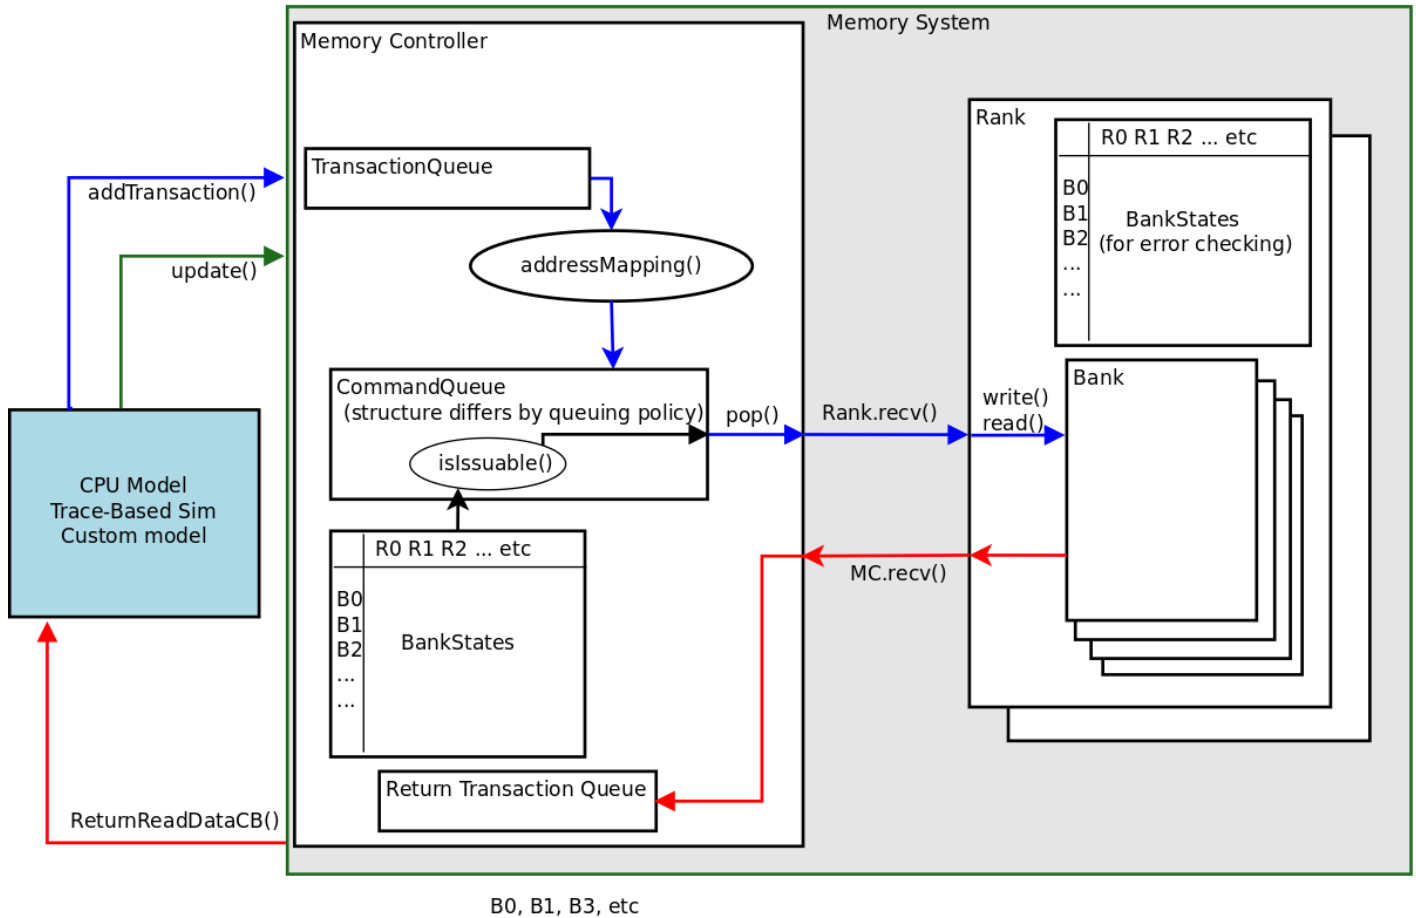 Memory System
Memory Controller
Rank
R0 R1 R2 ... etc
B0
B1
B2
...
...
BankStates
(for error checking)
TransactionQueue
addTransaction()
addressMapping()
update()
CommandQueue
(structure differs by queuing policy)
isIssuable()
pop()
Rank.recv()
write()
read()
Bank
CPU Model
Trace-Based Sim
Custom model
R0 R1 R2 ... etc
B0
B1
B2
...
...
BankStates
MC.recv()
Return Transaction Queue
ReturnReadDataCB()
B0, B1, B3, etc